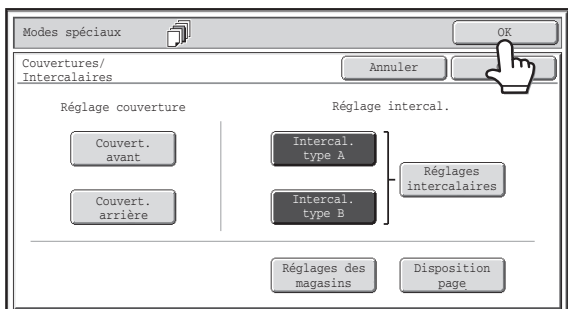 Modes spéciaux
OK
Couvertures/
Intercalaires
Annuler
Réglage couverture
Réglage intercal.
Couvert.
avant
Intercal.
type A
Réglages
intercalaires
Couvert.
arrière
Intercal.
type B
Réglages des
magasins
Disposition
page